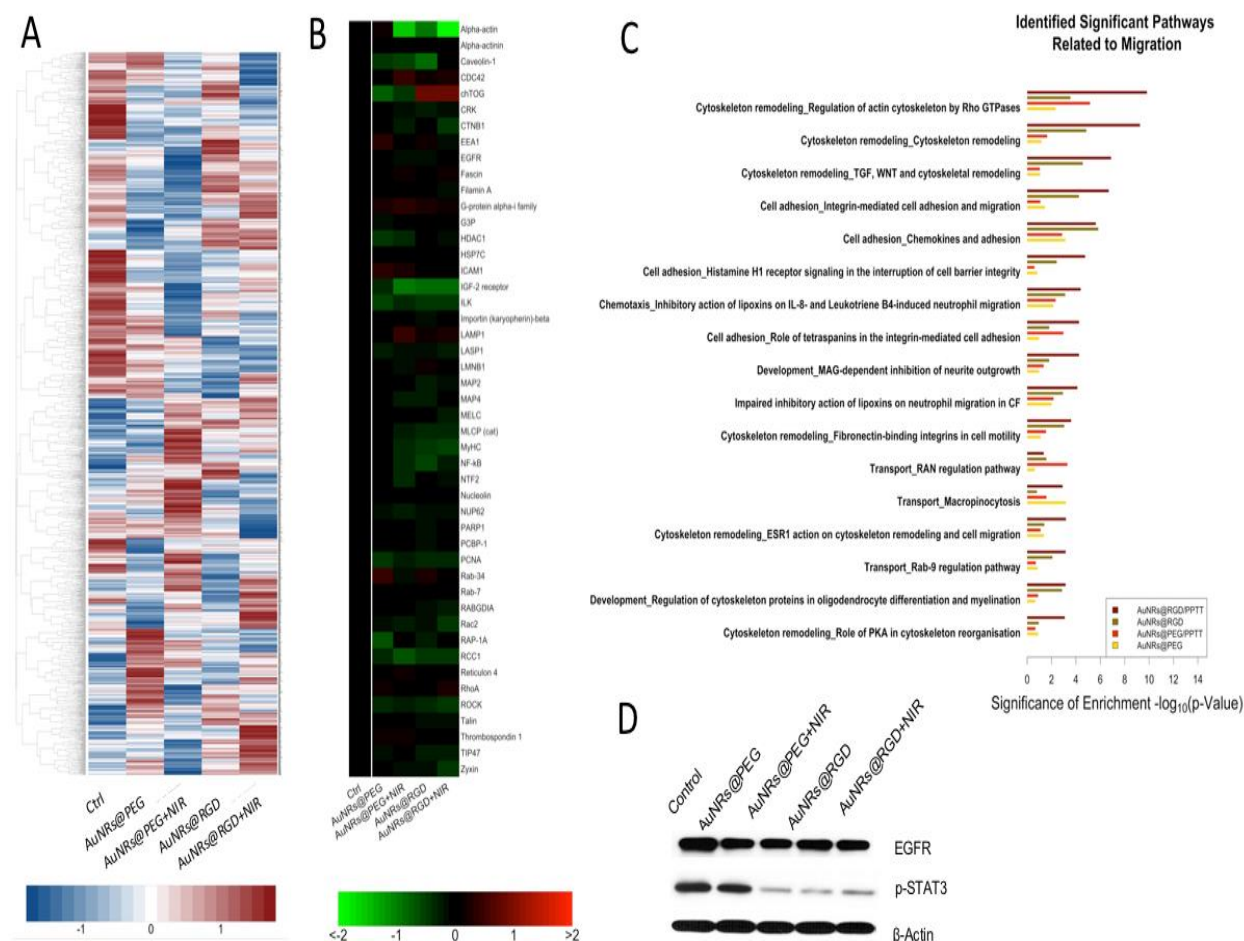 A
Ctrl
AuNRs@PEG
AuNRs@PEG+NIR
AuNRs@RGD
AuNRs@RGD+NIR
-1 0 1
B
Alpha-actin
Alpha-actinin
Caveolin-1
CDC42
chTOG
CRK
CTNB1
EEA1
EGFR
Fascin
Filamin A
G-protein alpha-i family
G3P
HDAC1
HSP7C
ICAM1
IGF-2 receptor
ILK
Importin (karyopherin)-beta
LAMP1
LASP1
LMNB1
MAP2
MAP4
MELC
MLCP (cat)
MyHC
NF-kB
NTF2
Nucleolin
NUP62
PARP1
PCBP-1
PCNA
Rab-34
Rab-7
RABGDIA
Rac2
RAP-1A
RCC1
Reticulon 4
RhoA
ROCK
Talin
Thrombospondin 1
TIP47
Zyxin
Ctrl
AuNRs@PEG
AuNRs@PEG+NIR
AuNRs@RGD
AuNRs@RGD+NIR
<-2 -1 0 1 >2
C
Identified Significant Pathways
Related to Migration
Cytoskeleton remodeling_Regulation of actin cytoskeleton by Rho GTPases
Cytoskeleton remodeling_Cytoskeleton remodeling
Cytoskeleton remodeling_TGF, WNT and cytoskeletal remodeling
Cell adhesion_Integrin-mediated cell adhesion and migration
Cell adhesion_Chemokines and adhesion
Cell adhesion_Histamine H1 receptor signaling in the interruption of cell barrier integrity
Chemotaxis_Inhibitory action of lipoxins on IL-8- and Leukotriene B4-induced neutrophil migration
Cell adhesion_Role of tetraspanins in the integrin-mediated cell adhesion
Development_MAG-dependent inhibition of neurite outgrowth
Impaired inhibitory action of lipoxins on neutrophil migration in CF
Cytoskeleton remodeling_Fibronectin-binding integrins in cell motility
Transport_RAN regulation pathway
Transport_Macropinocytosis
Cytoskeleton remodeling_ESR1 action on cytoskeleton remodeling and cell migration
Transport_Rab-9 regulation pathway
Development_Regulation of cytoskeleton proteins in oligodendrocyte differentiation and myelination
Cytoskeleton remodeling_Role of PKA in cytoskeleton reorganisation
AuNRs@RGD/PPTT
AuNRs@RGD
AuNRs@PEG/PPTT
AuNRs@PEG
0 2 4 6 8 10 12 14
Significance of Enrichment -log10(p-Value)
D
Control
AuNRs@PEG
AuNRs@PEG+NIR
AuNRs@RGD
AuNRs@RGD+NIR
EGFR
p-STAT3
β-Actin